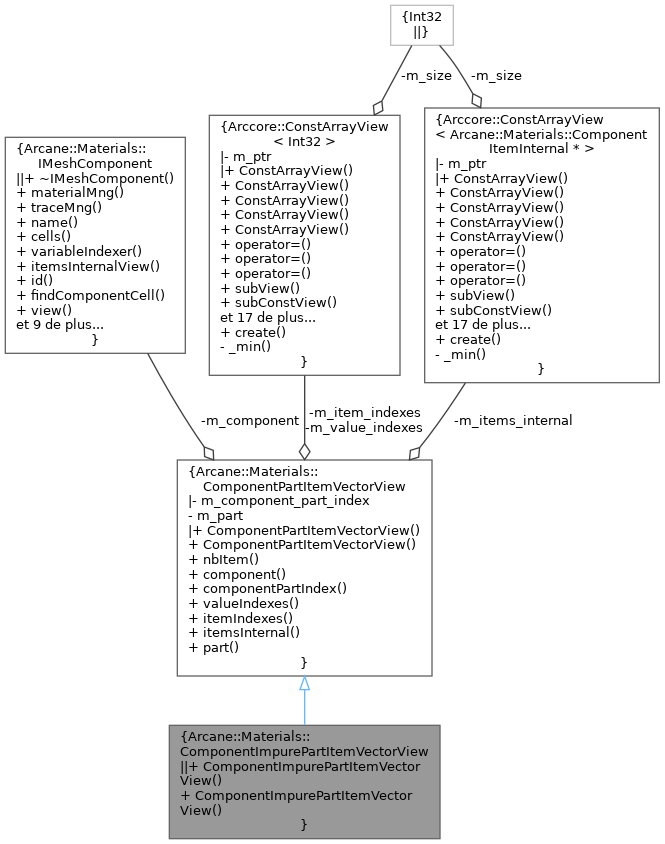 {Int32
||}
-m_size
-m_size
{Arccore::ConstArrayView
< Int32 >
|- m_ptr
|+ ConstArrayView()
+ ConstArrayView()
+ ConstArrayView()
+ ConstArrayView()
+ ConstArrayView()
+ operator=()
+ operator=()
+ operator=()
+ subView()
+ subConstView()
et 17 de plus...
+ create()
- _min()
}
{Arccore::ConstArrayView
< Arcane::Materials::Component
ItemInternal * >
|- m_ptr
|+ ConstArrayView()
+ ConstArrayView()
+ ConstArrayView()
+ ConstArrayView()
+ ConstArrayView()
+ operator=()
+ operator=()
+ operator=()
+ subView()
+ subConstView()
et 17 de plus...
+ create()
- _min()
}
{Arcane::Materials::
IMeshComponent
||+ ~IMeshComponent()
+ materialMng()
+ traceMng()
+ name()
+ cells()
+ variableIndexer()
+ itemsInternalView()
+ id()
+ findComponentCell()
+ view()
et 9 de plus...
}
-m_component
-m_item_indexes
-m_value_indexes
-m_items_internal
{Arcane::Materials::
ComponentPartItemVectorView
|- m_component_part_index
- m_part
|+ ComponentPartItemVectorView()
+ ComponentPartItemVectorView()
+ nbItem()
+ component()
+ componentPartIndex()
+ valueIndexes()
+ itemIndexes()
+ itemsInternal()
+ part()
}
{Arcane::Materials::
ComponentImpurePartItemVectorView
||+ ComponentImpurePartItemVector
View()
+ ComponentImpurePartItemVector
View()
}